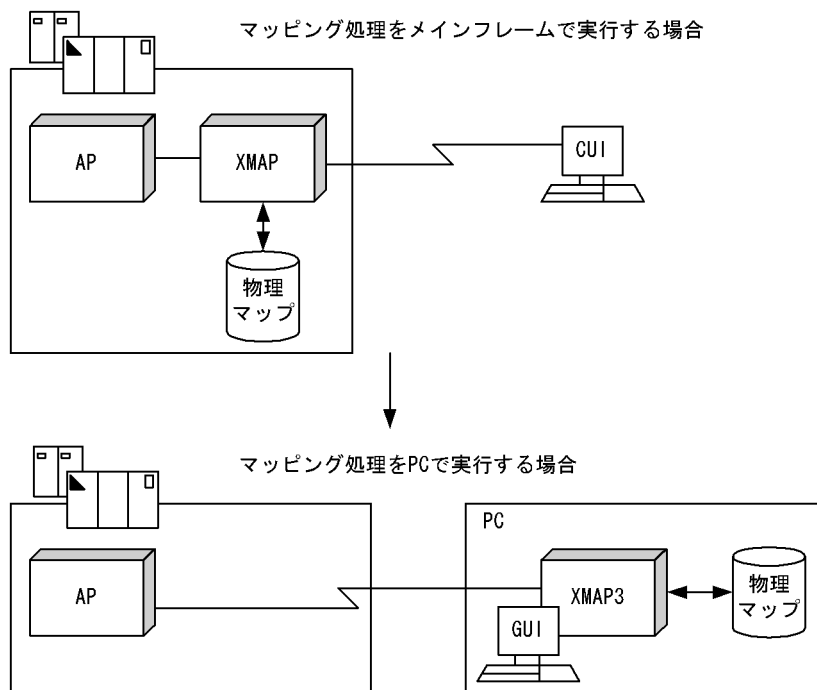 マッピング処理をメインフレームで実行する場合
AP
XMAP
CUI
物理
マップ
マッピング処理をPCで実行する場合
PC
AP
XMAP3
物理
マップ
GUI